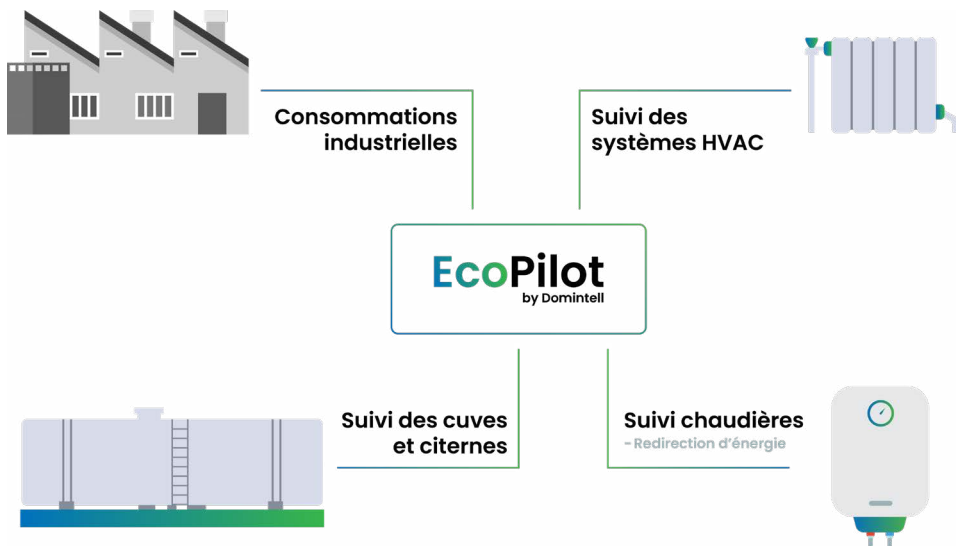 Consommations
industrielles
Suivi des
systèmes HVAC
EcoPilot
by Domintell
Suivi des cuves
et citernes
Suivi chaudières
- Redirection d'énergie